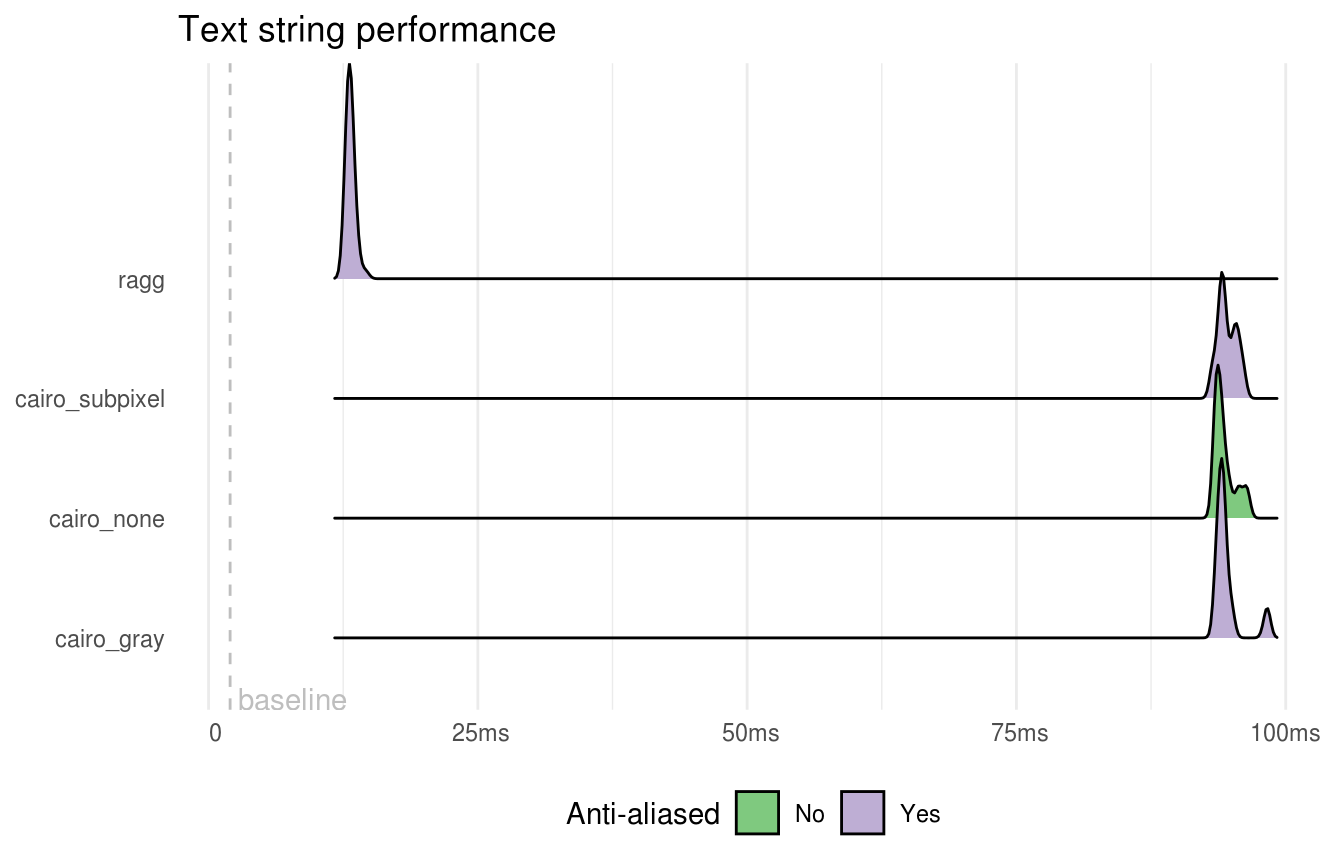 Text string performance
ragg
cairo_subpixel
cairo_none
cairo_gray
baseline
0 25ms 50ms 75ms 100ms
Anti-aliased No Yes